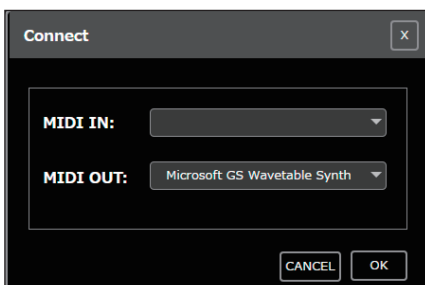 Connect
X
MIDI IN:
MIDI OUT: Microsoft GS Wavetable Synth
CANCEL OK